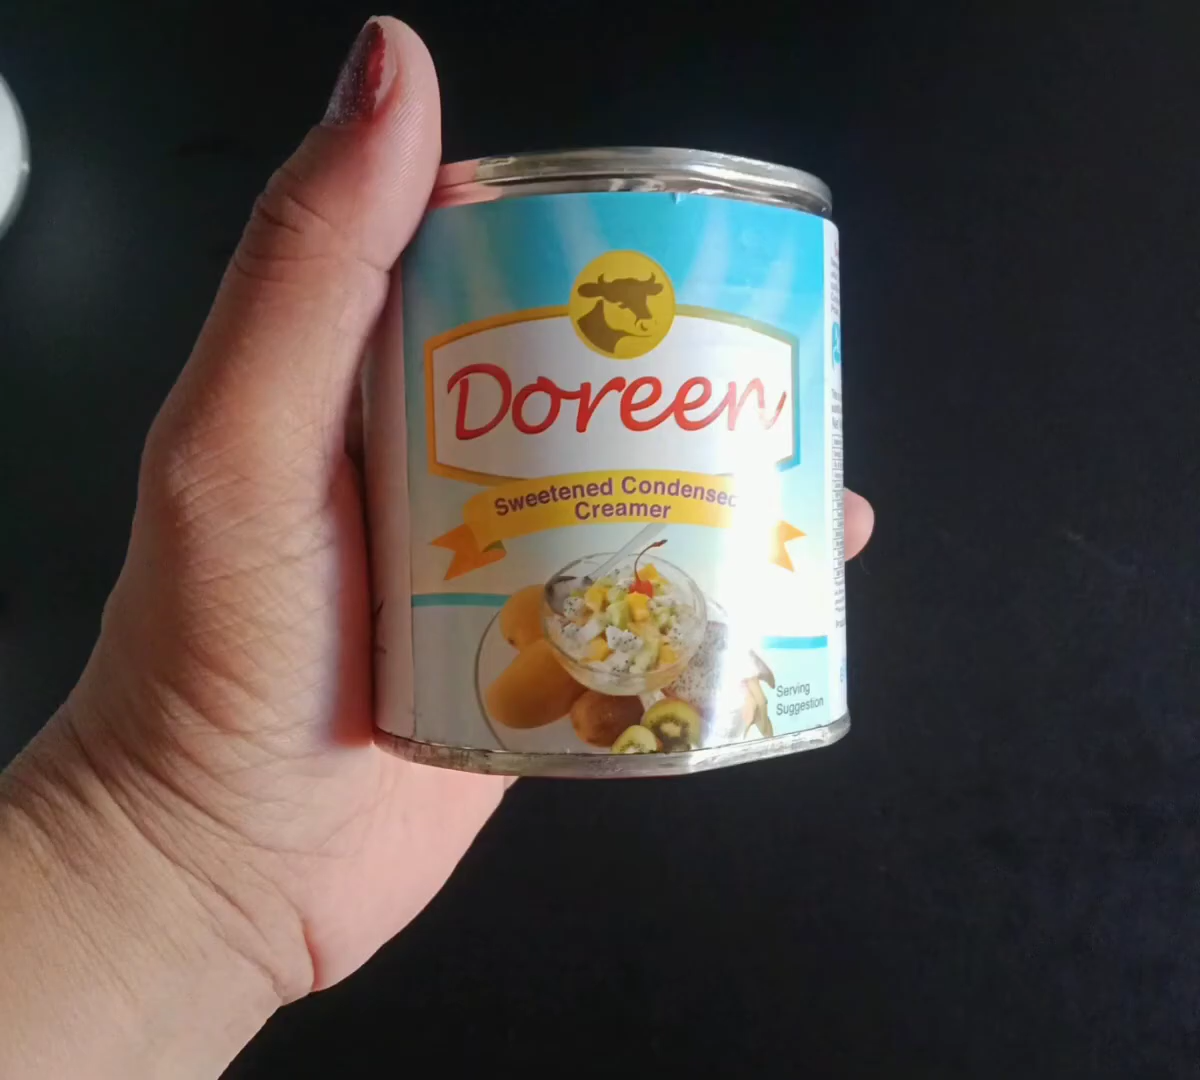 Doreen
Sweetened Condensed
Creamer
Serving
Suggestion